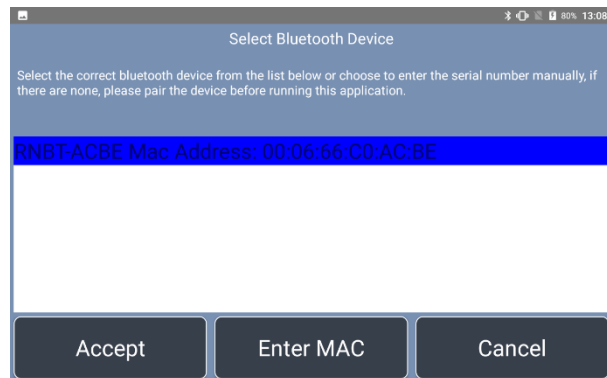 80% 13:08
Select Bluetooth Device
Select the correct bluetooth device from the list below or choose to enter the serial number manually, if
there are none, please pair the device before running this application.
RNBT-ACBE Mac Address: 00:06:66:C0:AC:BE
Accept Enter MAC Cancel